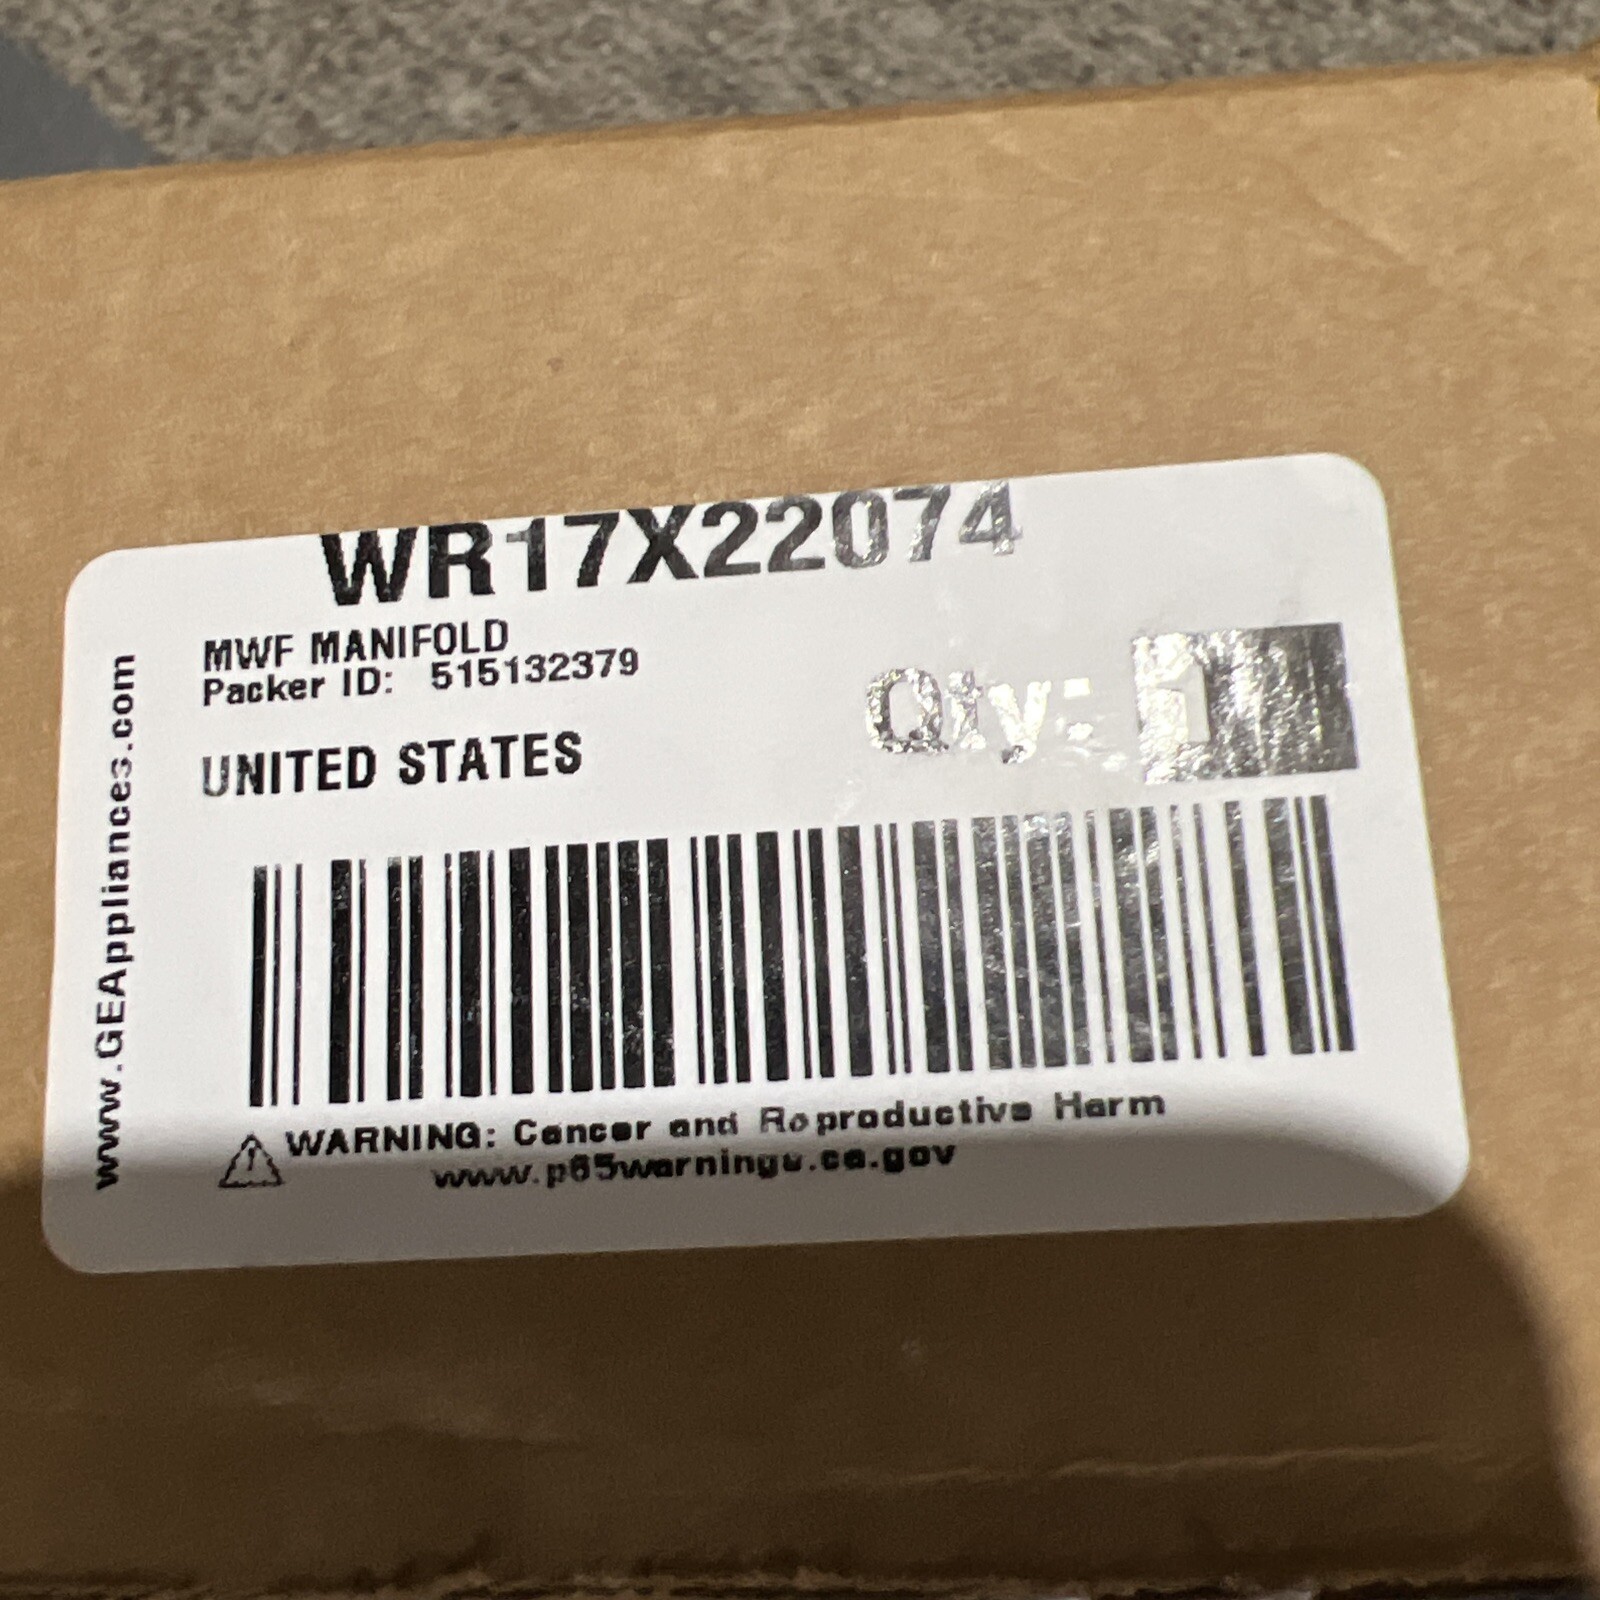 WR17X22074
MWF MANIFOLD
Packer ID: 515132379
Qty: 1
UNITED STATES
www.GEAppliances.com
WARNING: Cancer and Reproductive Harm
www.p65warnings.ca.gov